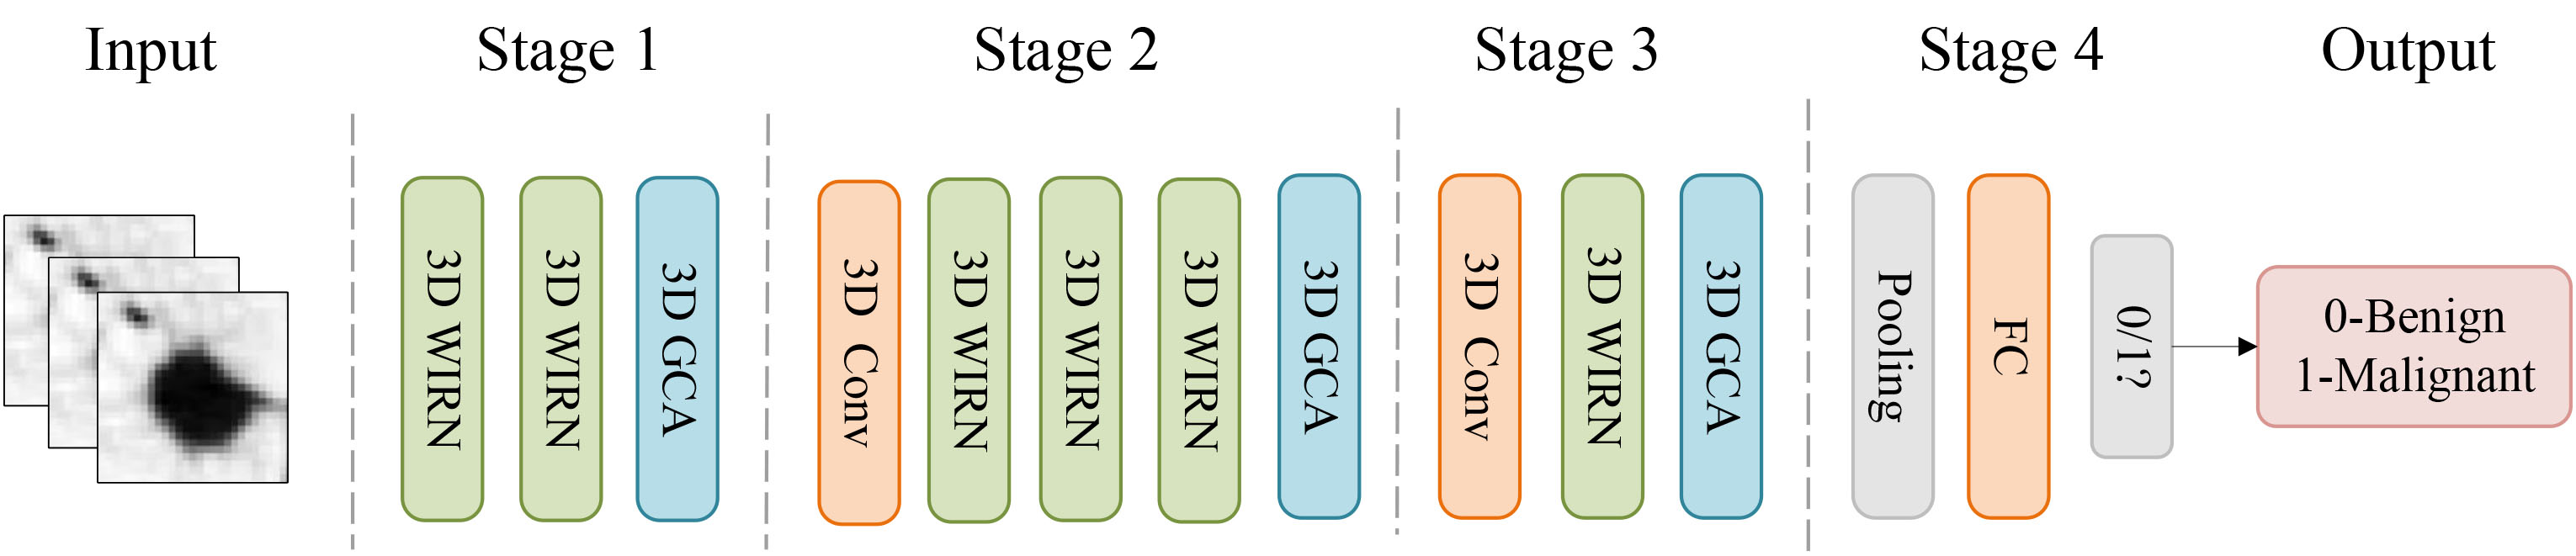 Input
Stage 1
Stage 2
Stage 3
Stage 4
Output
3D WIRN
3D WIRN
3D GCA
3D Conv
3D WIRN
3D WIRN
3D WIRN
3D GCA
3D Conv
3D WIRN
3D GCA
Pooling
FC
0/1?
0-Benign
1-Malignant